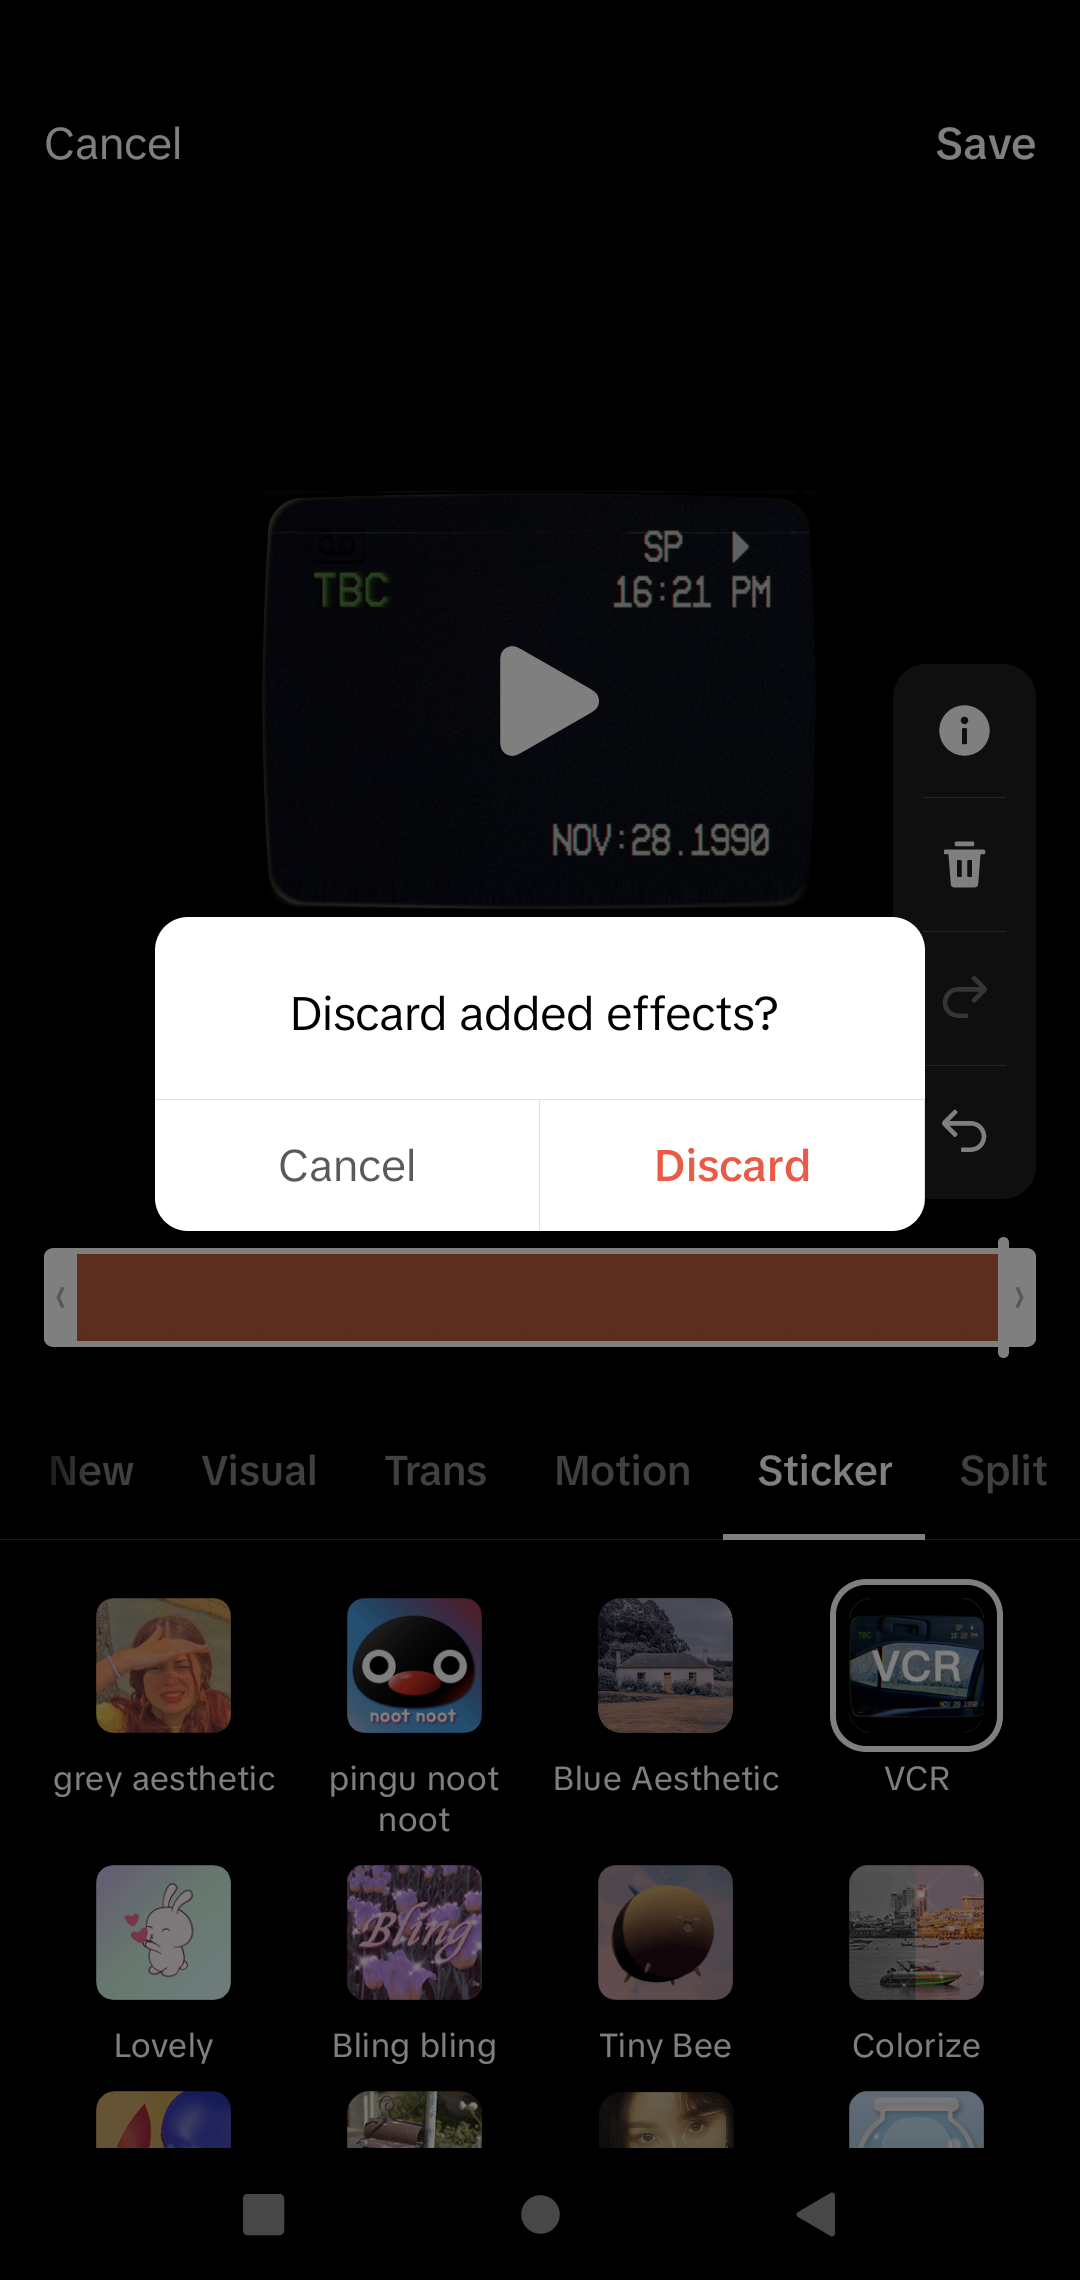 Cancel
Save
SP
TBC
16:21 PM
NOV:28.1990
Discard added effects?
Cancel
Discard
New
Visual
Trans
Motion
Sticker
Split
noot noot
VCR
grey aesthetic
pingu noot
noot
Blue Aesthetic
VCR
Bling
Lovely
Bling bling
Tiny Bee
Colorize